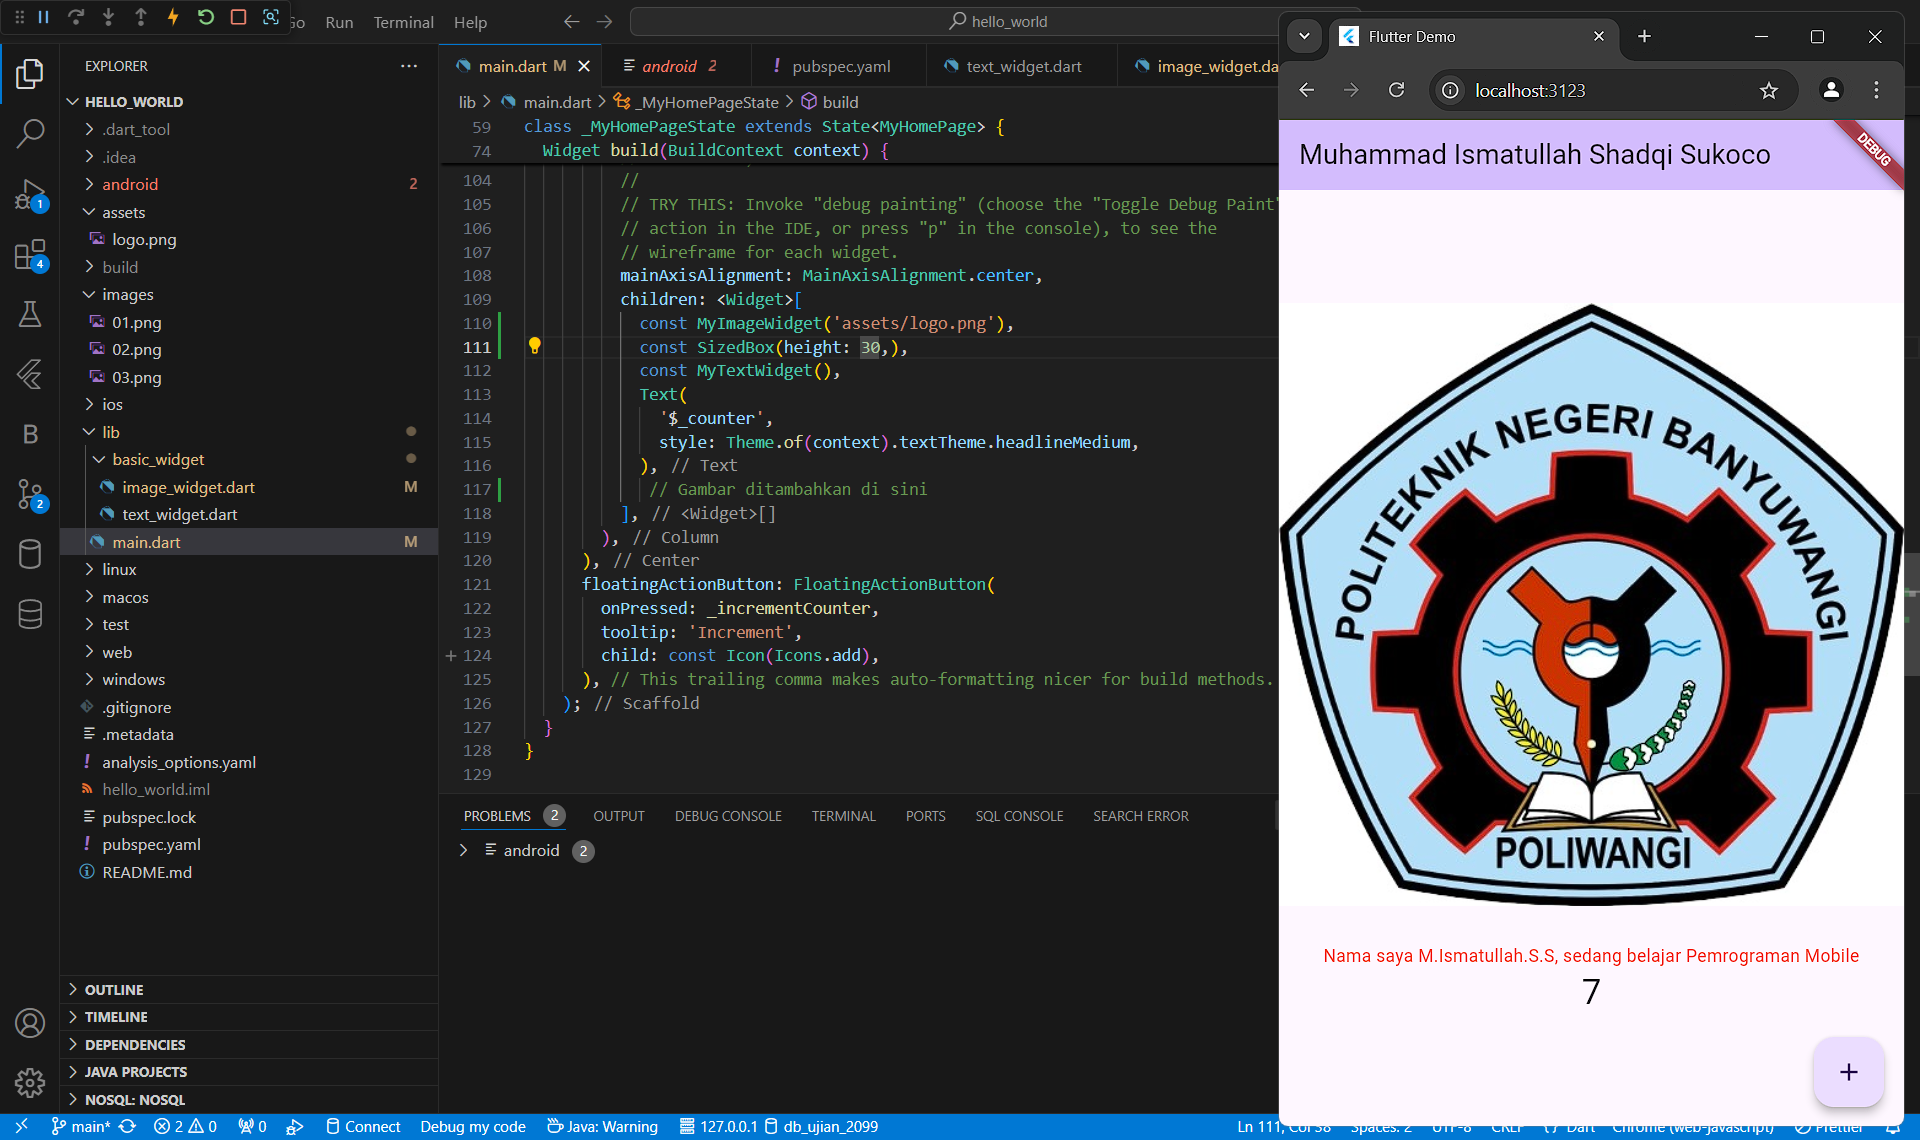 Go Run Terminal Help
hello_world
EXPLORER
HELLO_WORLD
.dart_tool
.idea
android 2
assets
logo.png
build
images
01.png
02.png
03.png
ios
lib
basic_widget
image_widget.dart M
text_widget.dart
main.dart M
linux
macos
test
web
windows
.gitignore
.metadata
analysis_options.yaml
hello_world.iml
pubspec.lock
pubspec.yaml
README.md
OUTLINE
TIMELINE
DEPENDENCIES
JAVA PROJECTS
NOSQL: NOSQL
1
4
B
2
main.dart M
android 2
pubspec.yaml
text_widget.dart
image_widget.da
lib > main.dart > _MyHomePageState > build
59 class _MyHomePageState extends State<MyHomePage> {
74 Widget build(BuildContext context) {
104 //
105 // TRY THIS: Invoke "debug painting" (choose the "Toggle Debug Paint"
106 // action in the IDE, or press "p" in the console), to see the
107 // wireframe for each widget.
108 mainAxisAlignment: MainAxisAlignment.center,
109 children: <Widget>[
110 const MyImageWidget('assets/logo.png'),
111 const SizedBox(height: 30,),
112 const MyTextWidget(),
113 Text(
114 '$_counter',
115 style: Theme.of(context).textTheme.headlineMedium,
116 ), // Text
117 // Gambar ditambahkan di sini
118 ], // <Widget>[]
119 ), // Column
120 ), // Center
121 floatingActionButton: FloatingActionButton(
122 onPressed: _incrementCounter,
123 tooltip: 'Increment',
124 child: const Icon(Icons.add),
125 ), // This trailing comma makes auto-formatting nicer for build methods.
126 ); // Scaffold
127 }
128 }
129
PROBLEMS 2 OUTPUT DEBUG CONSOLE TERMINAL PORTS SQL CONSOLE SEARCH ERROR
android 2
Flutter Demo
localhost:3123
Muhammad Ismatullah Shadqi Sukoco
DEBUG
POLITEKNIK NEGERI BANYUWANGI
POLIWANGI
Nama saya M.Ismatullah.S.S, sedang belajar Pemrograman Mobile
7
main* 2 0 0 Connect Debug my code Java: Warning 127.0.0.1 db_ujian_2099 Ln 111, Col 38 Spaces: 2 UTF-8 CRLF Dart Chrome (web-javascript) Prettier